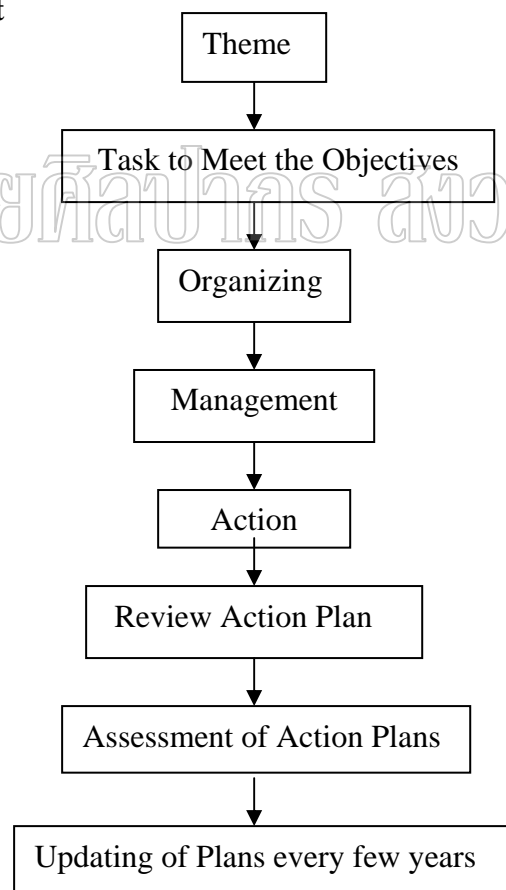 t
Theme
Task to Meet the Objectives
Organizing
Management
Action
Review Action Plan
Assessment of Action Plans
Updating of Plans every few years